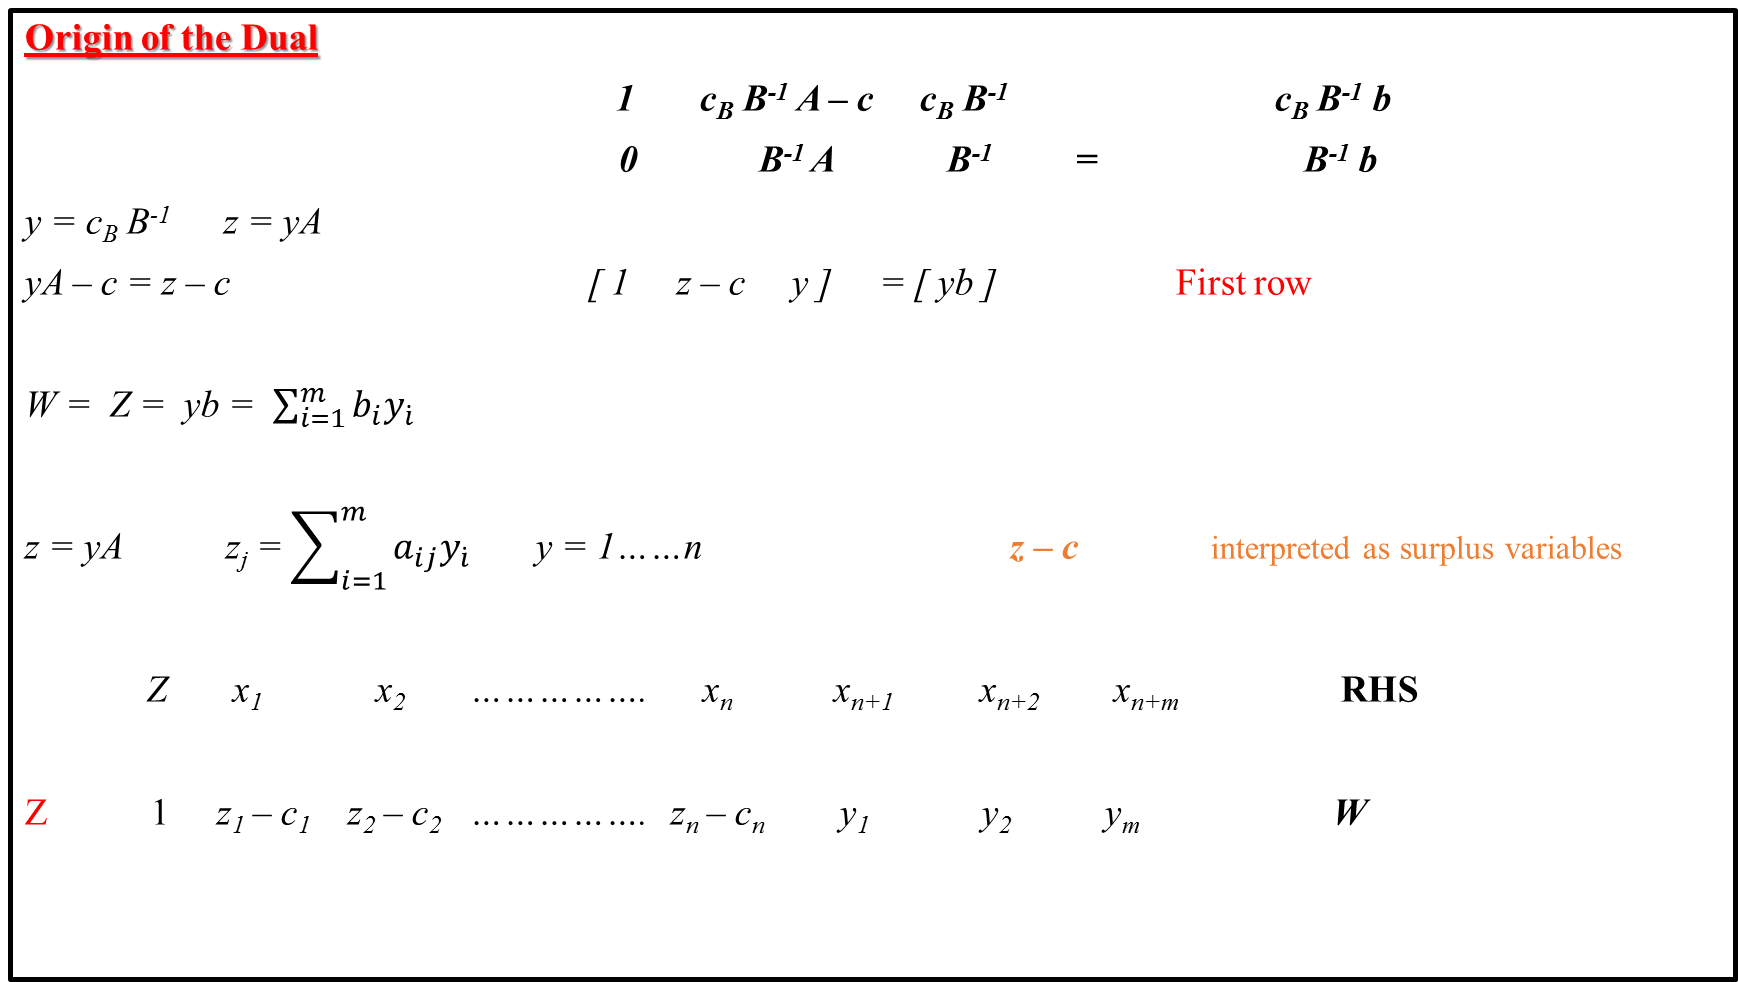 Origin of the Dual
1 c_B B^-1 A – c c_B B^-1 c_B B^-1 b
0 B^-1 A B^-1 = B^-1 b
y = c_B B^-1 z = yA
yA – c = z – c [ 1 z – c y ] = [ yb ] First row
W = Z = yb = ∑_{i=1}^{m} b_i y_i
z = yA z_j = ∑_{i=1}^{m} a_{ij} y_i y = 1……n z – c interpreted as surplus variables
Z x_1 x_2 ……………. x_n x_{n+1} x_{n+2} x_{n+m} RHS
Z 1 z_1 – c_1 z_2 – c_2 ……………. z_n – c_n y_1 y_2 y_m W